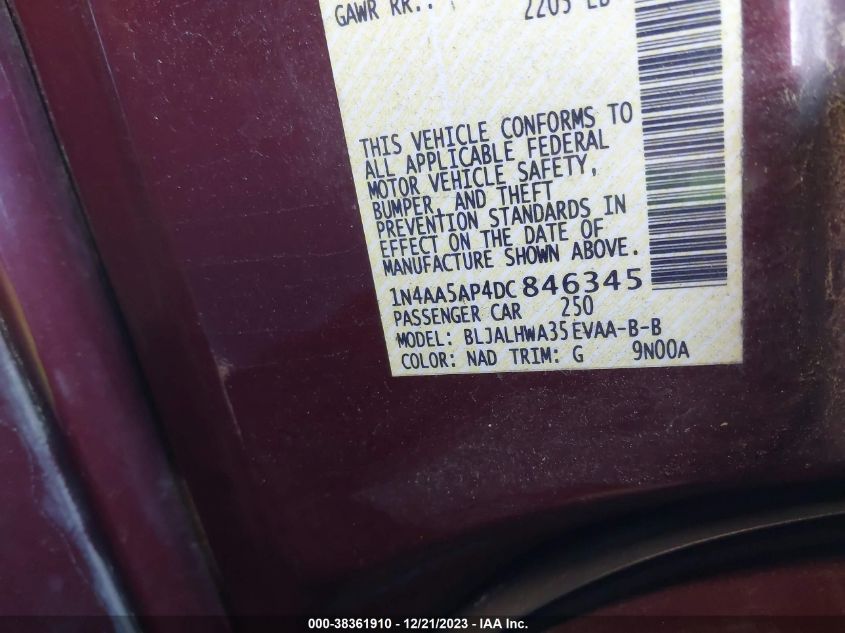 GAWR RR.:
THIS VEHICLE CONFORMS TO
ALL APPLICABLE FEDERAL
MOTOR VEHICLE SAFETY,
BUMPER, AND THEFT
PREVENTION STANDARDS IN
EFFECT ON THE DATE OF
MANUFACTURE SHOWN ABOVE.
1N4AA5AP4DC846345
PASSENGER CAR 250
MODEL: BLJALHWA35EVAA-B-B
COLOR: NAD TRIM: G 9N00A
000-38361910 - 12/21/2023 - IAA Inc.